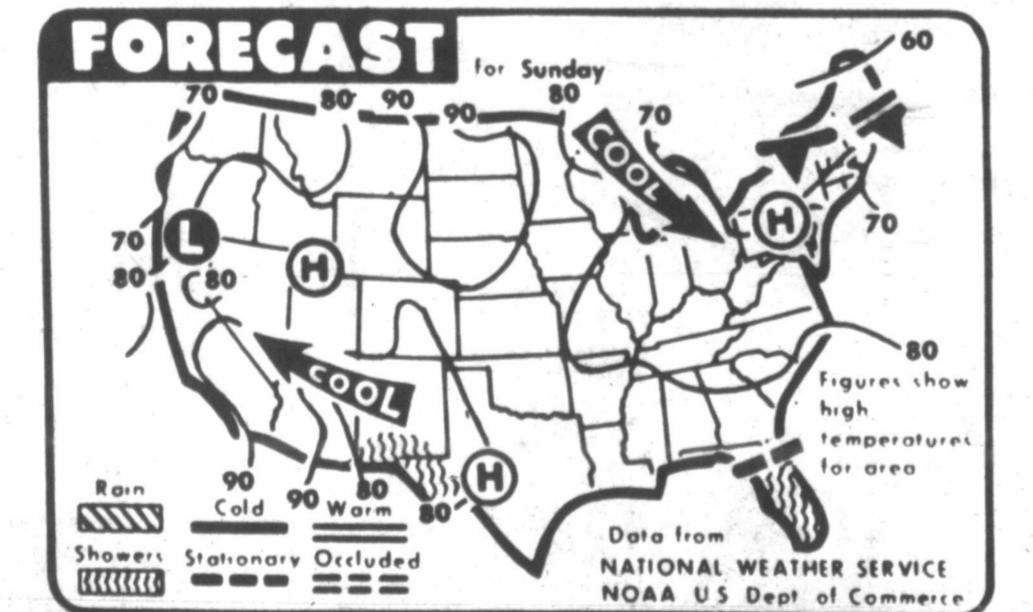 FORECAST
for Sunday
60
70 80 90 90 80 70
COOL
H
L
70
70
80 80
H
COOL
80
Figures show
high
temperatures
for area
H
90 90 80 80
Rain
Cold Warm
Showers Stationary Occluded
Data from
NATIONAL WEATHER SERVICE
NOAA U S Dept of Commerce